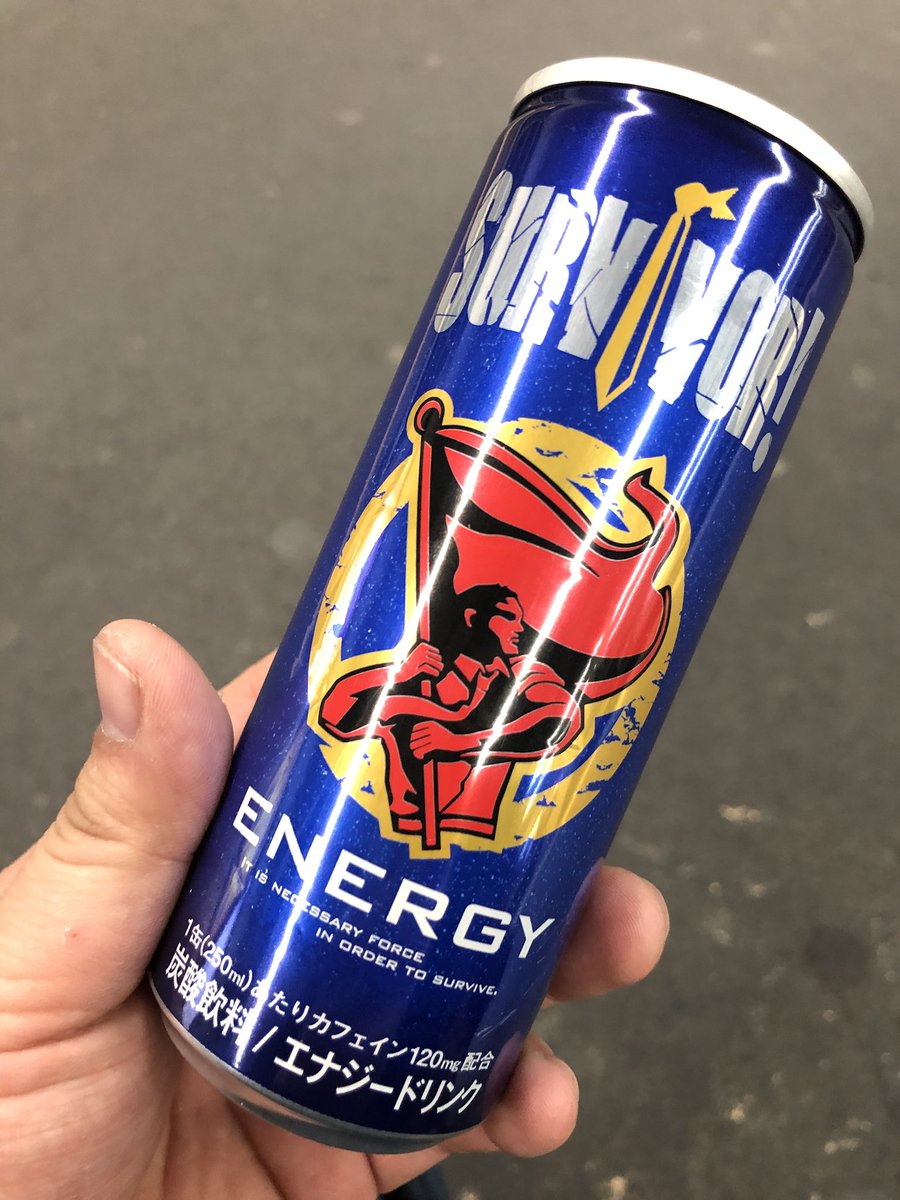 SURVIVOR!
ENERGY
IT IS NECESSARY FORCE
IN ORDER TO SURVIVE.
1缶(250ml)あたりカフェイン120mg配合
炭酸飲料/エナジードリンク